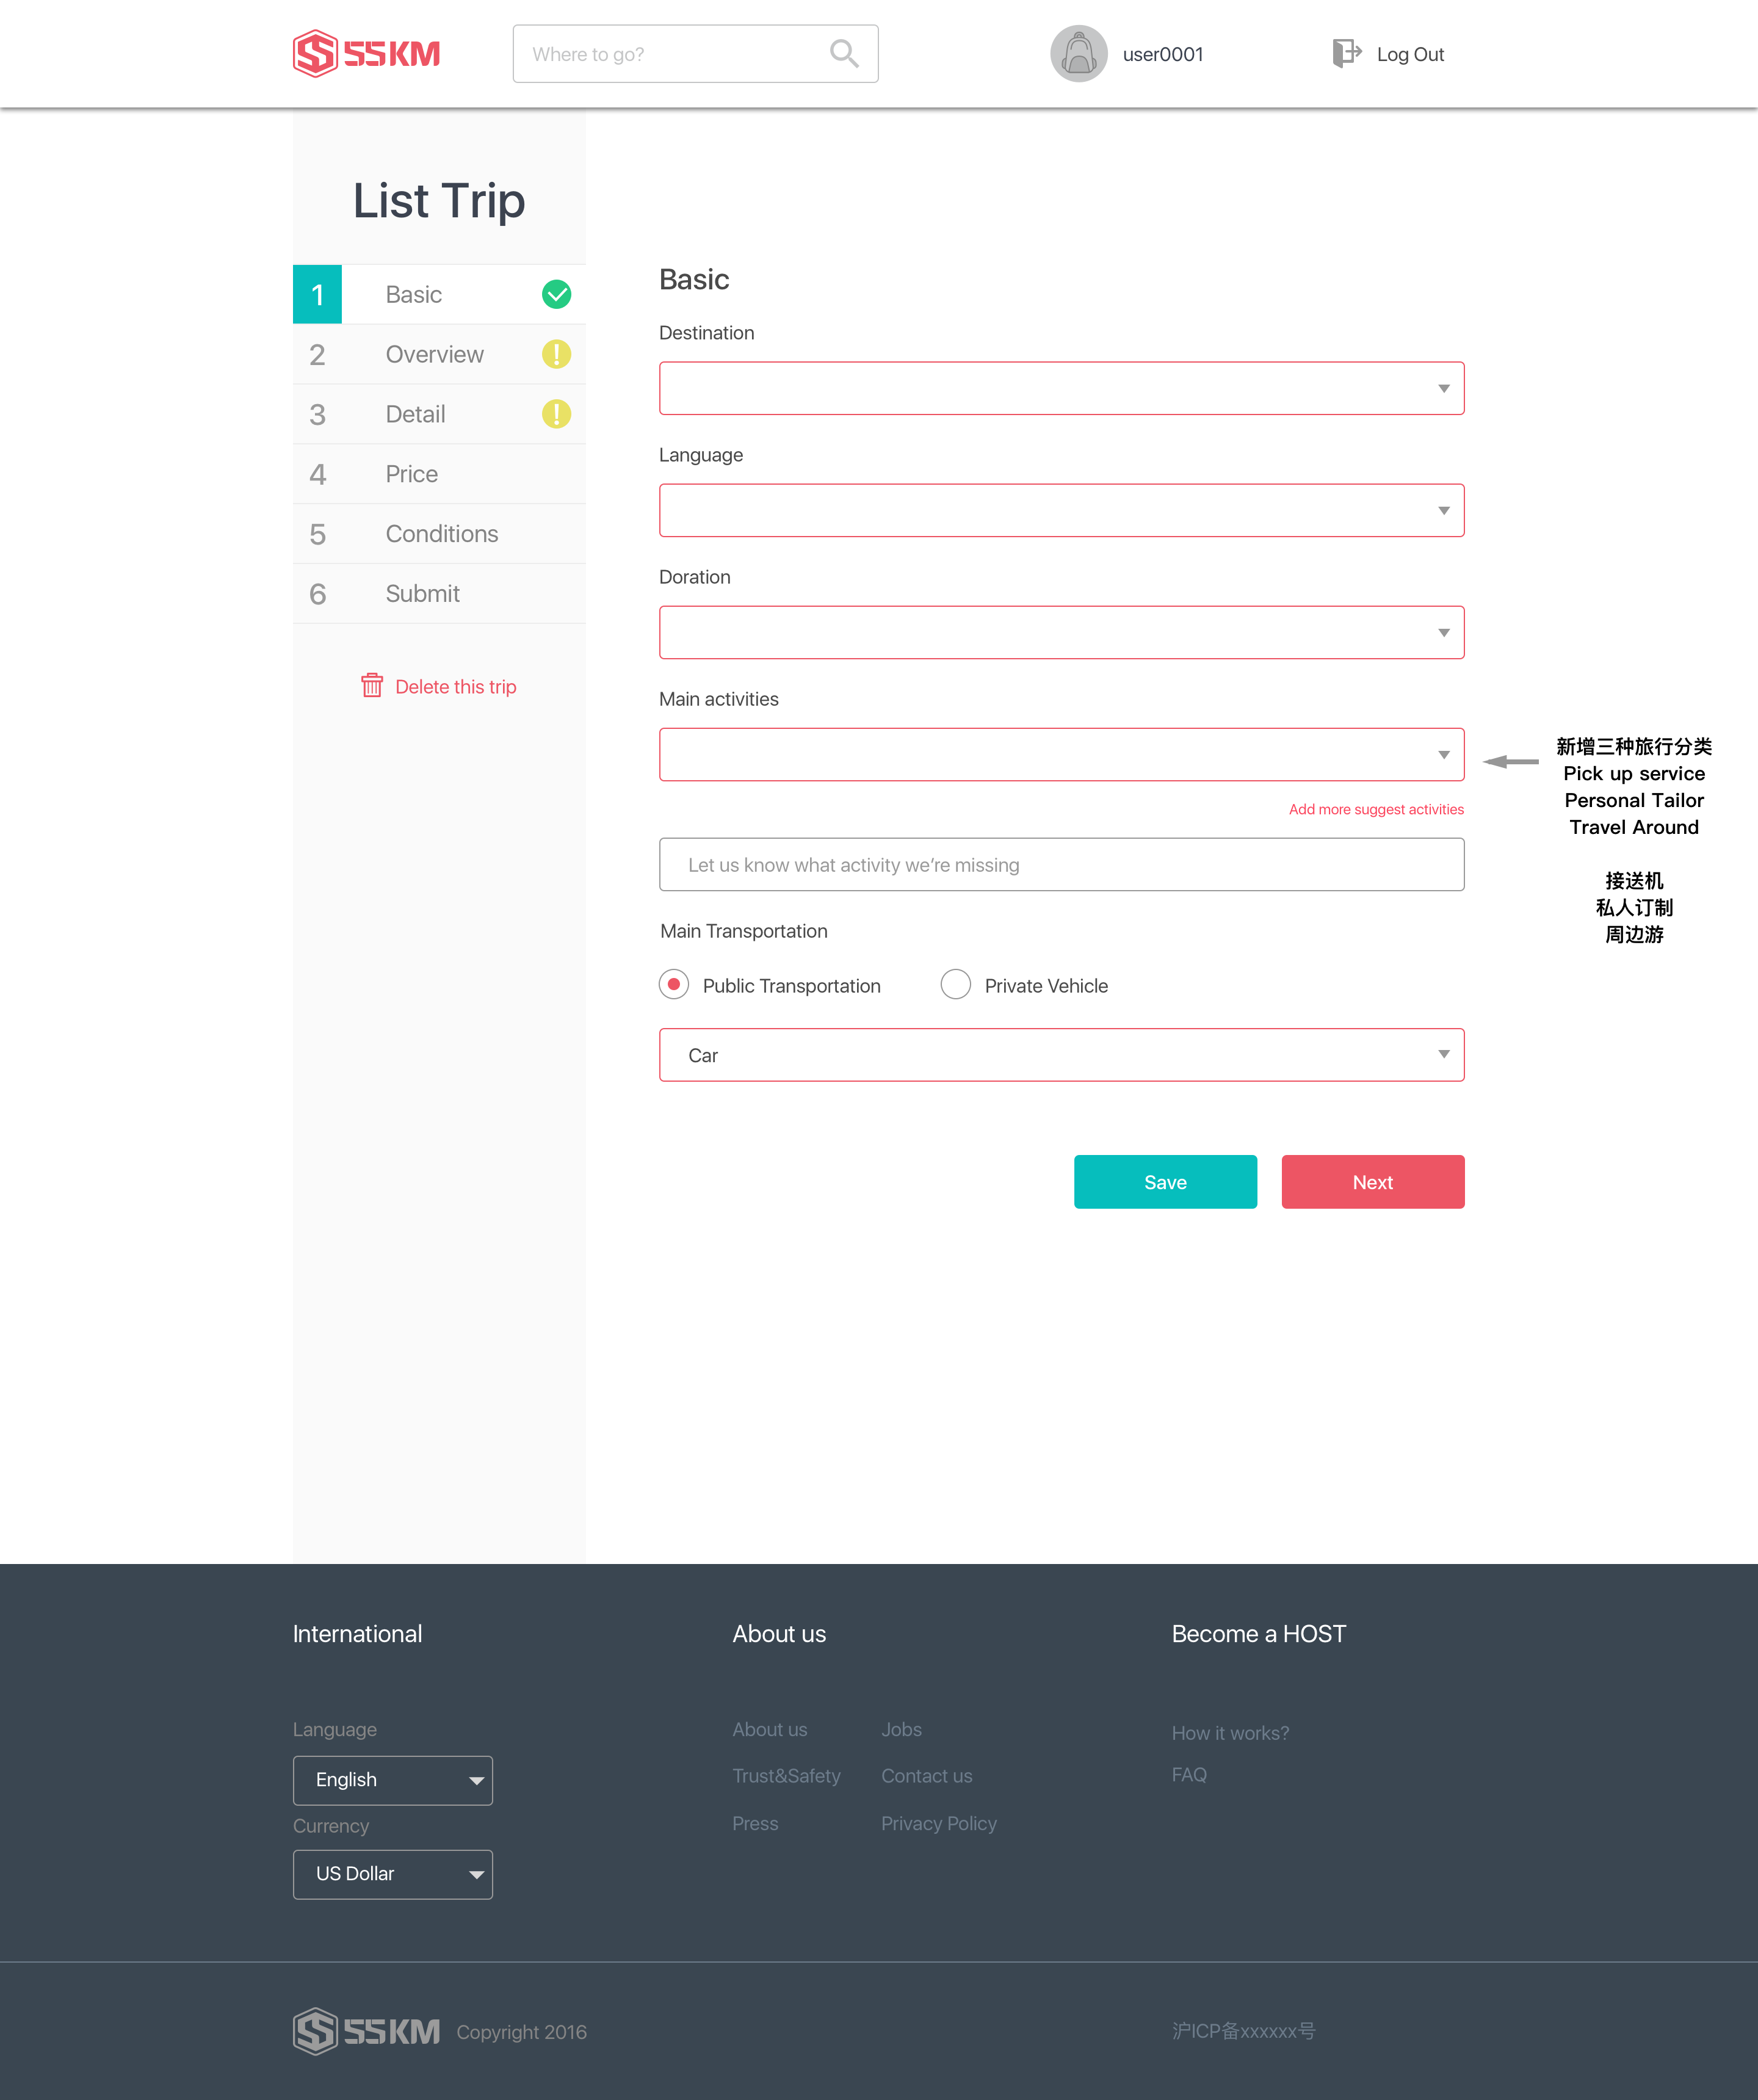 55KM
Where to go?
user0001
Log Out
List Trip
1 Basic
2 Overview
3 Detail
4 Price
5 Conditions
6 Submit
Delete this trip
Basic
Destination
Language
Doration
Main activities
Add more suggest activities
Let us know what activity we’re missing
Main Transportation
Public Transportation Private Vehicle
Car
Save Next
新增三种旅行分类
Pick up service
Personal Tailor
Travel Around
接送机
私人订制
周边游
International
Language
English
Currency
US Dollar
About us
About us Jobs
Trust&Safety Contact us
Press Privacy Policy
Become a HOST
How it works?
FAQ
55KM Copyright 2016
沪ICP备xxxxxx号